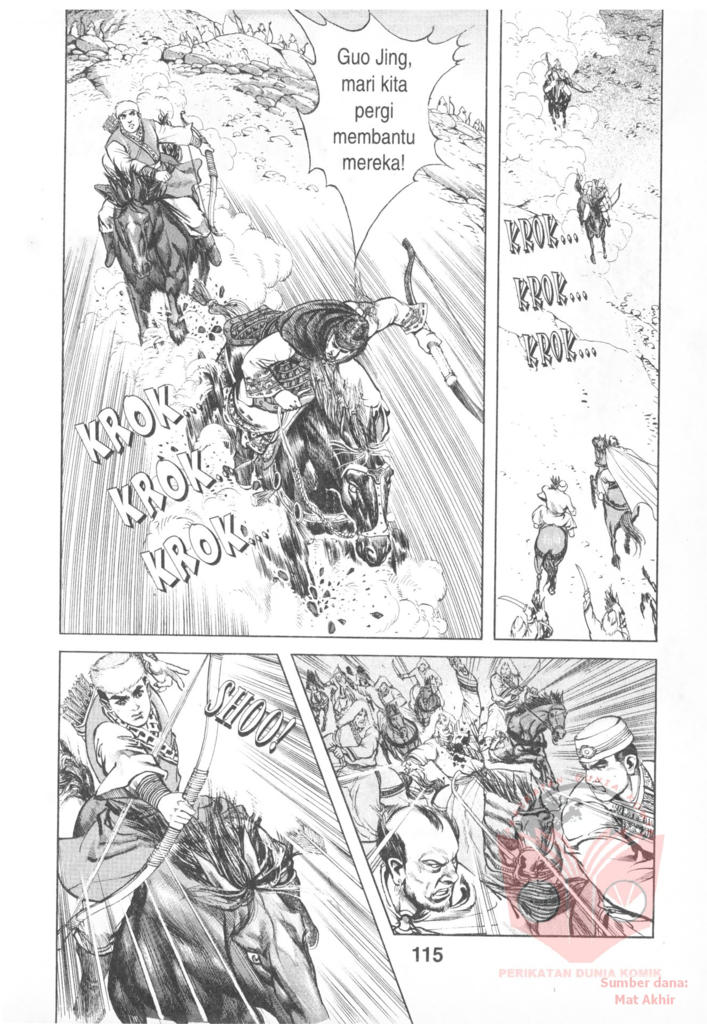 Guo Jing,
mari kita
pergi
membantu
mereka!
KROK...
KROK...
KROK...
KROK...
KROK...
KROK...
SHOO!
115
PERIKATAN DUNIA KOMIK
Sumber dana:
Mat Akhir